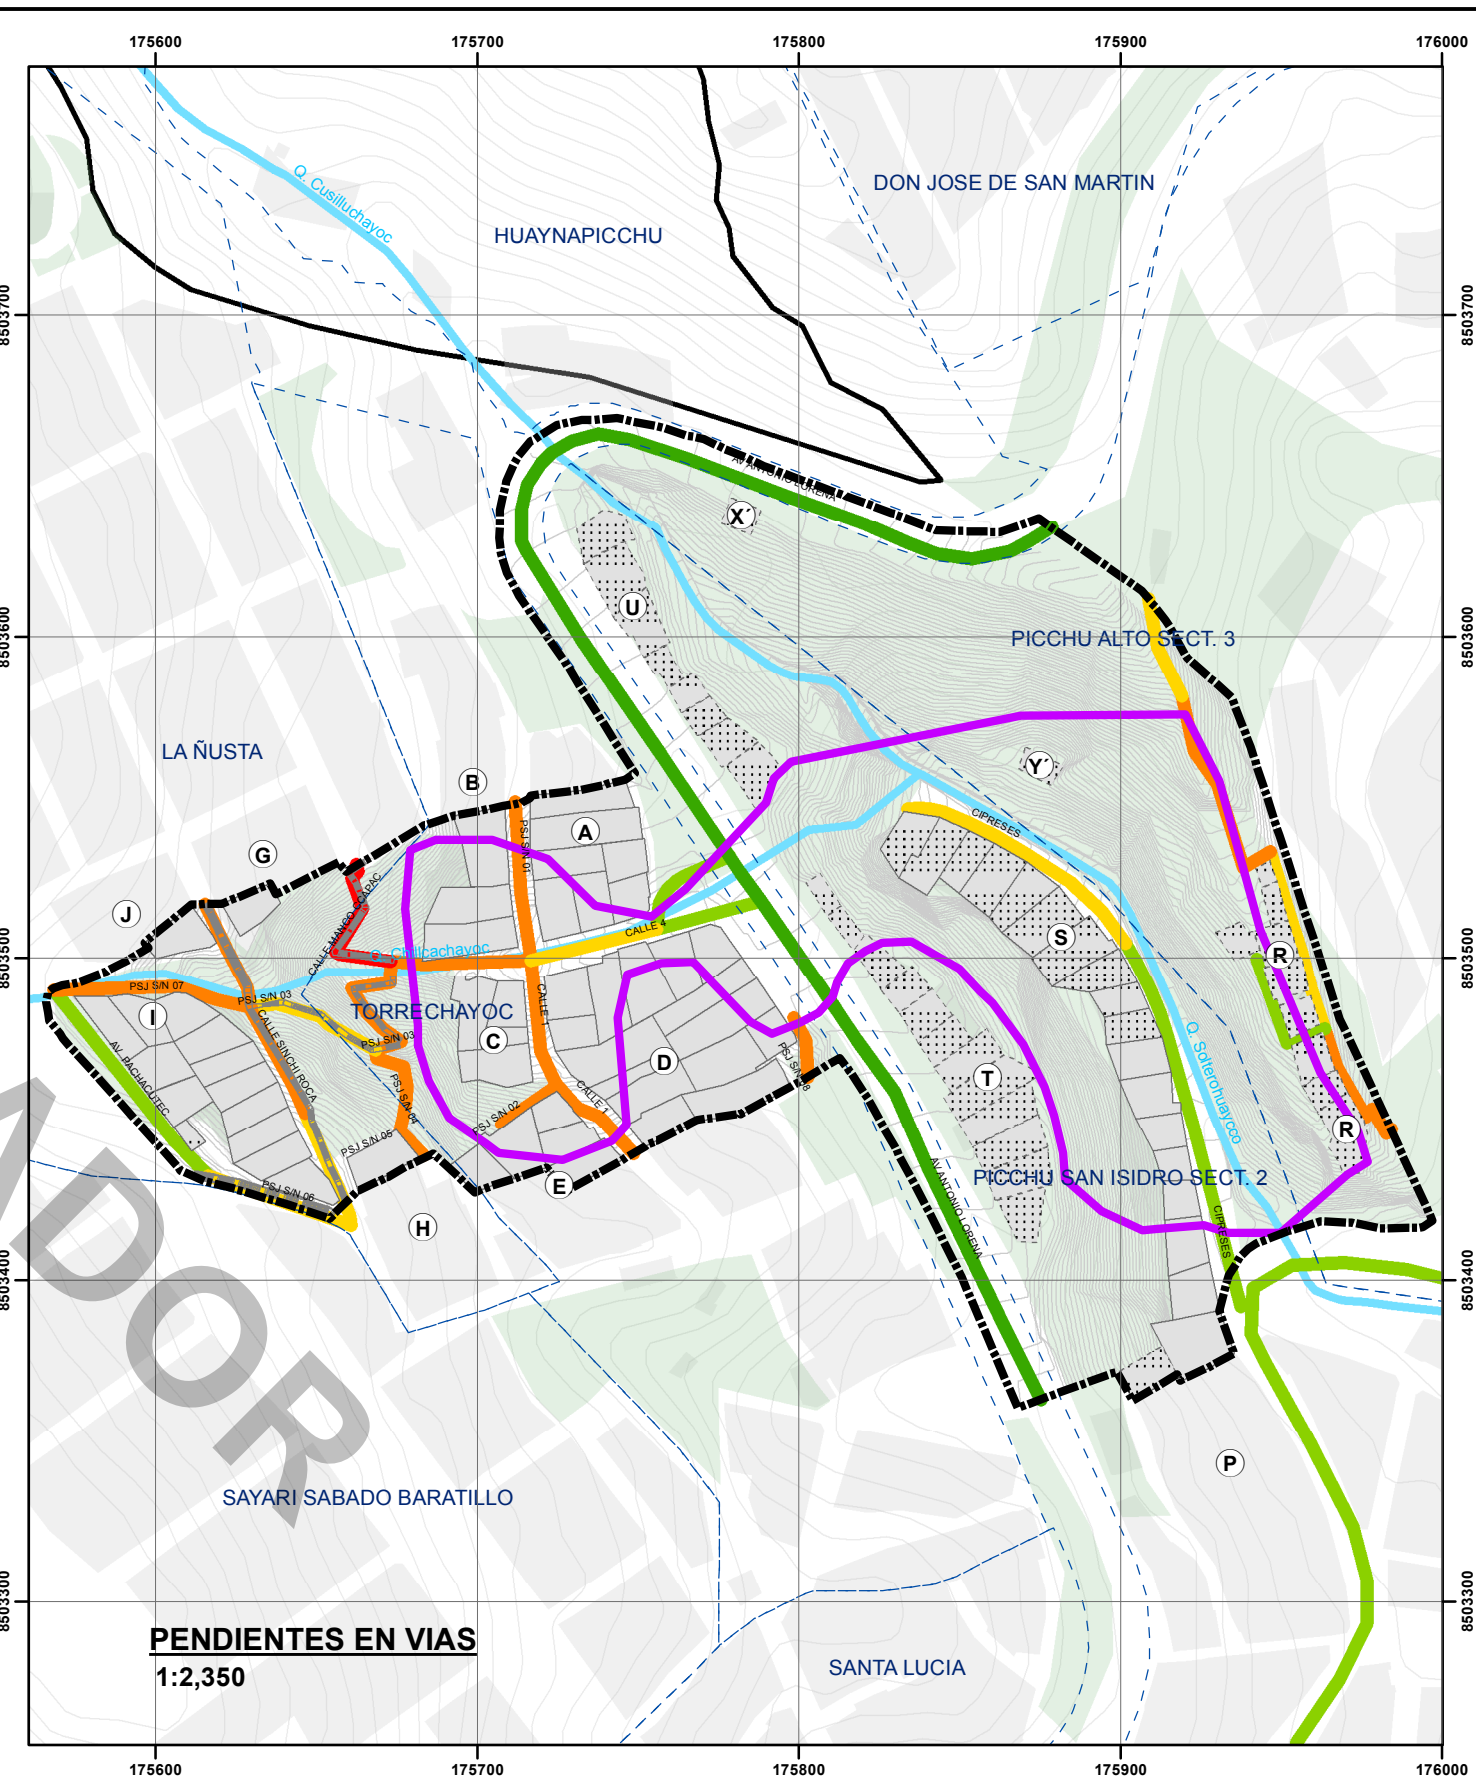 175600
175700
175800
175900
176000
DON JOSE DE SAN MARTIN
Q. Cusilluchayoc
HUAYNAPICCHU
8503700
8503700
AV ANTONIO LORENA
X´
U
8503600
8503600
PICCHU ALTO SECT. 3
LA ÑUSTA
B
Y´
PSJ S/N 01
A
CIPRESES
G
CALLE MANCO CCAPAC
J
CALLE 4
S
Q. Chillcachayoc
R
8503500
8503500
PSJ S/N 07
PSJ S/N 03
TORRECHAYOC
I
CALLE SINCHI ROCA
PSJ S/N 03
C
CALLE 1
D
PSJ S/N 08
Q. Solterohuayoco
AV. PACHACUTEC
PSJ S/N 04
T
PSJ S/N 02
CALLE 1
R
PSJ S/N 05
AV ANTONIO LORENA
PICCHU SAN ISIDRO SECT. 2
PSJ S/N 06
E
H
CIPRESES
8503400
8503400
ADOR
P
SAYARI SABADO BARATILLO
8503300
8503300
PENDIENTES EN VIAS
1:2,350
SANTA LUCIA
175600
175700
175800
175900
176000